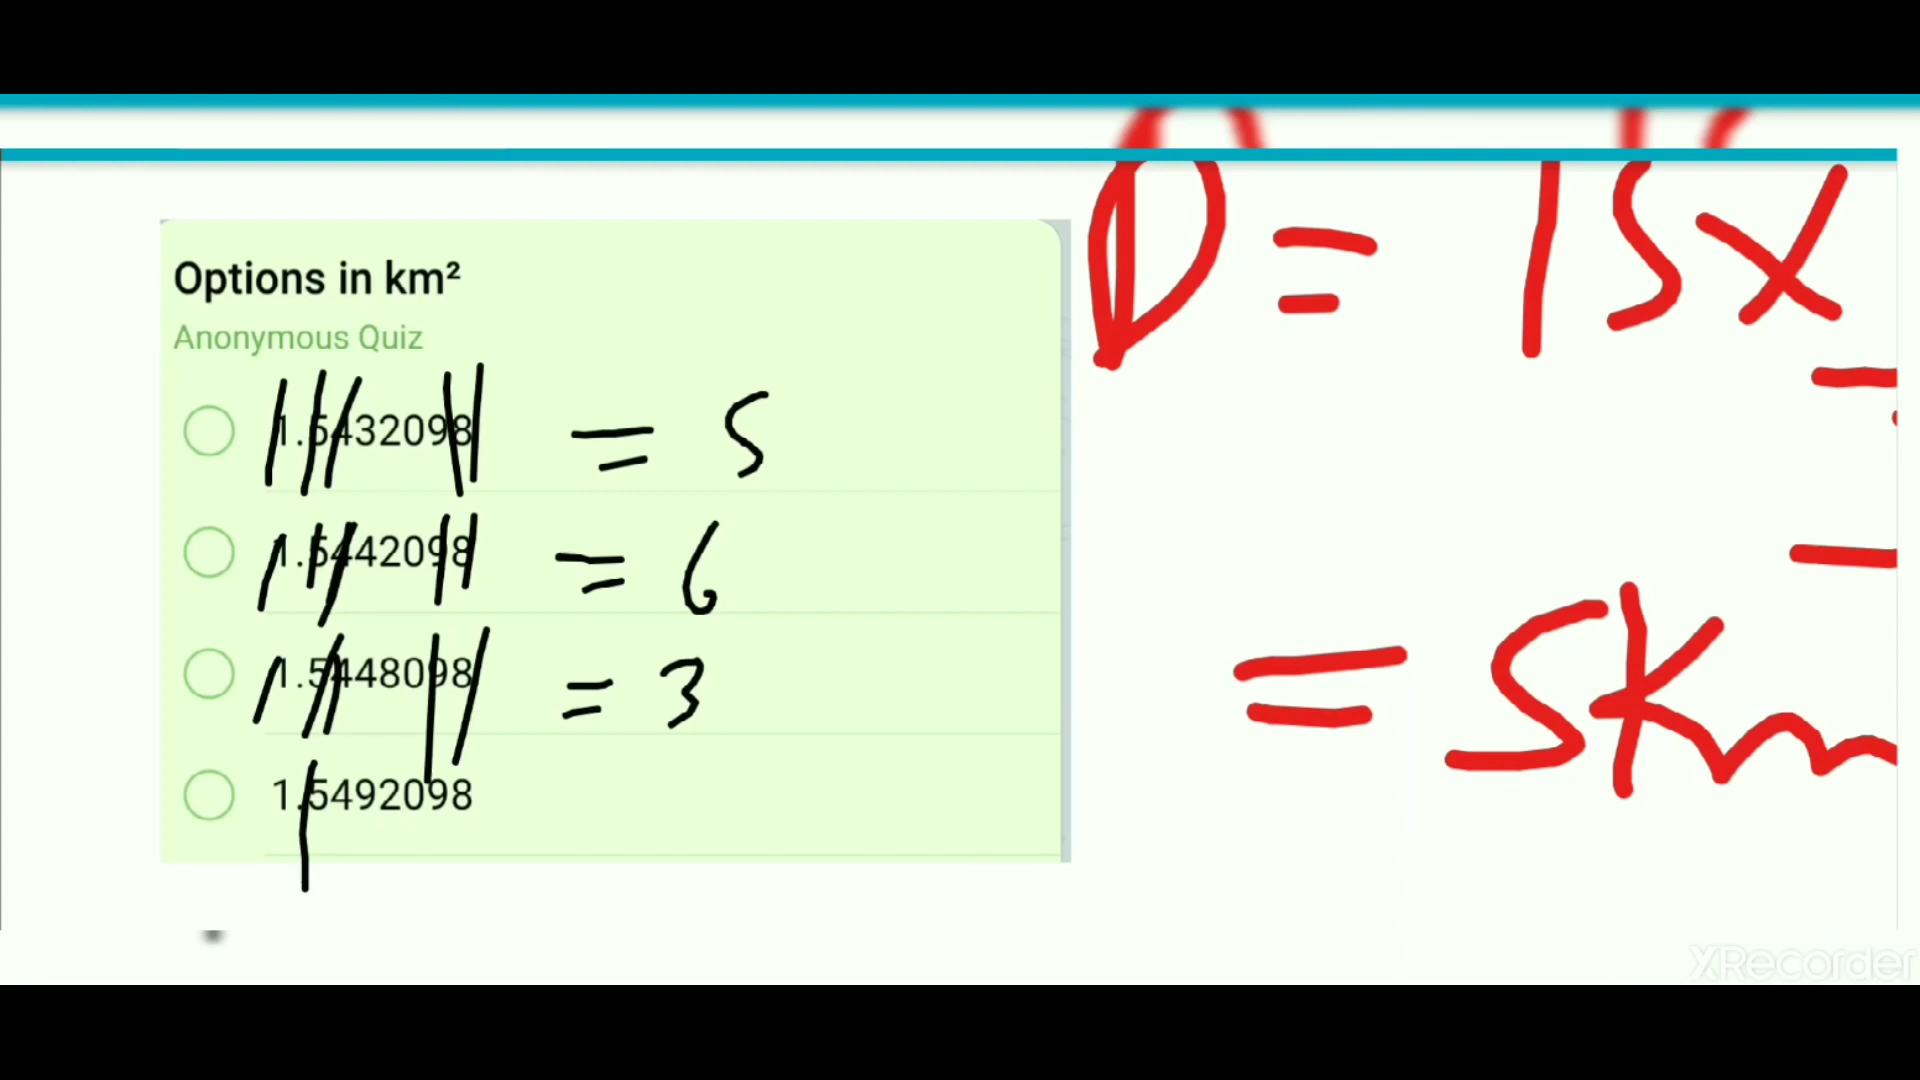 D = 15x
Options in km²
Anonymous Quiz
1.5432098 = 5
1.5442098 = 6
1.5448098 = 3
1.5492098
= 5km
XRecorder